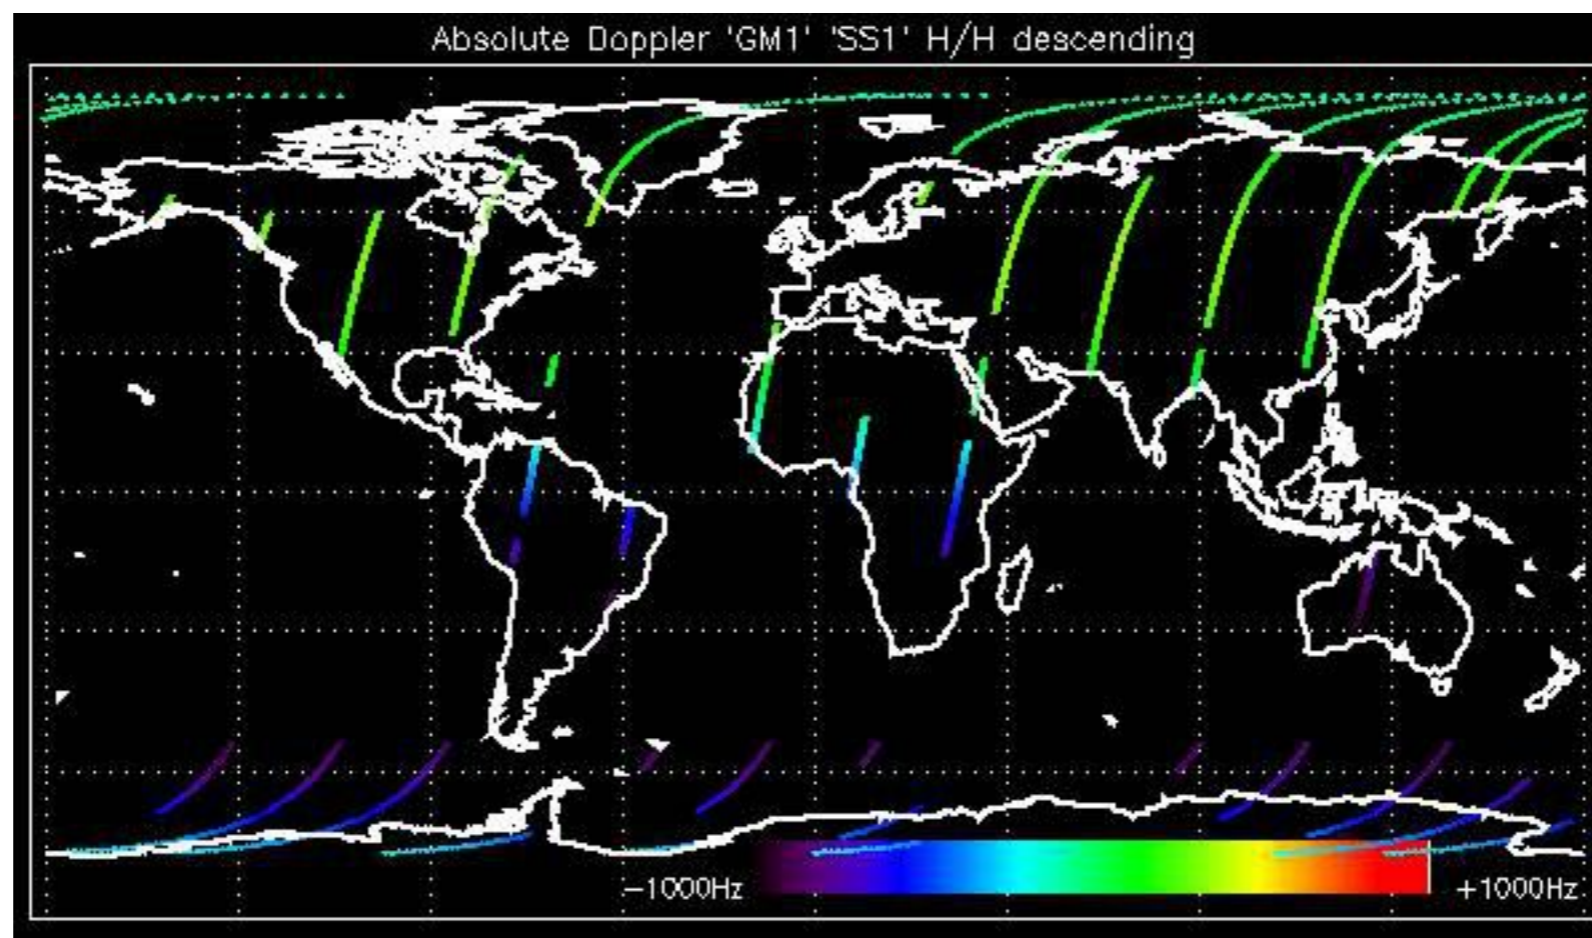 Absolute Doppler 'GM1' 'SS1' H/H descending
-1000Hz
+1000Hz